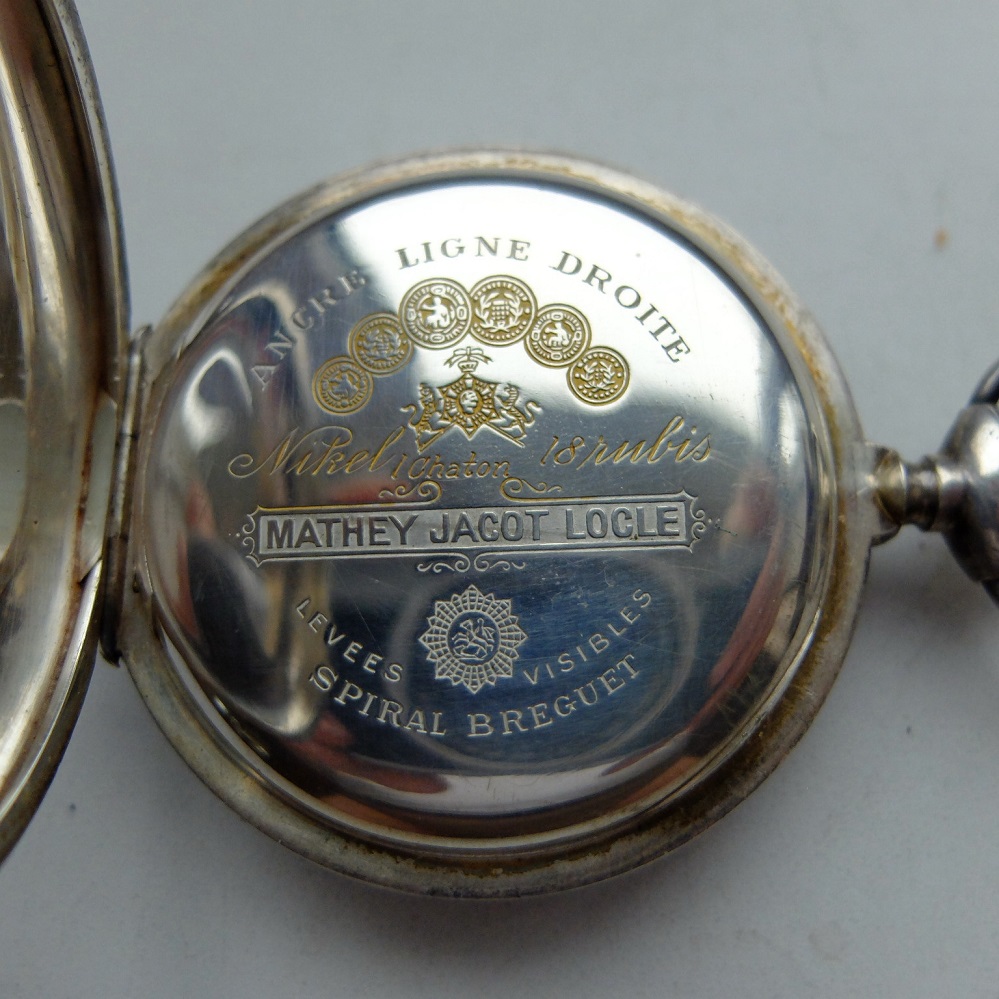 ANCRE LIGNE DROITE
Nikel 1 Chaton 18 rubis
MATHEY JACOT LOCLE
LEVEES VISIBLES
SPIRAL BREGUET